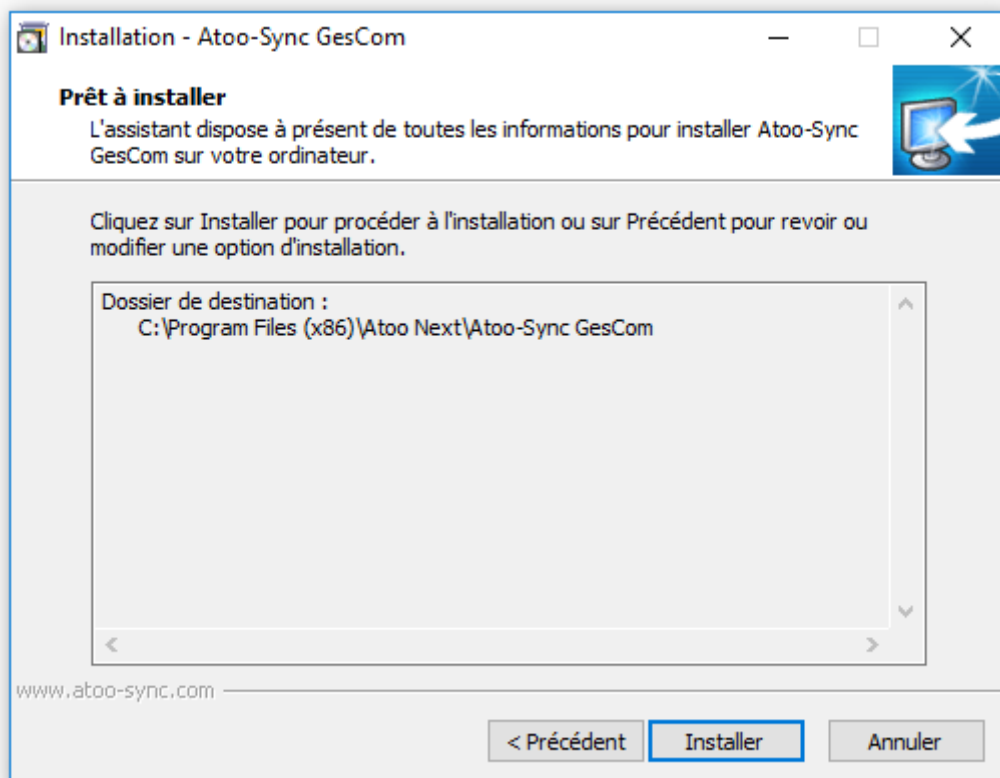 Installation - Atoo-Sync GesCom
Prêt à installer
L'assistant dispose à présent de toutes les informations pour installer Atoo-Sync
GesCom sur votre ordinateur.
Cliquez sur Installer pour procéder à l'installation ou sur Précédent pour revoir ou
modifier une option d'installation.
Dossier de destination :
C:\Program Files (x86)\Atoo Next\Atoo-Sync GesCom
www.atoo-sync.com
< Précédent
Installer
Annuler